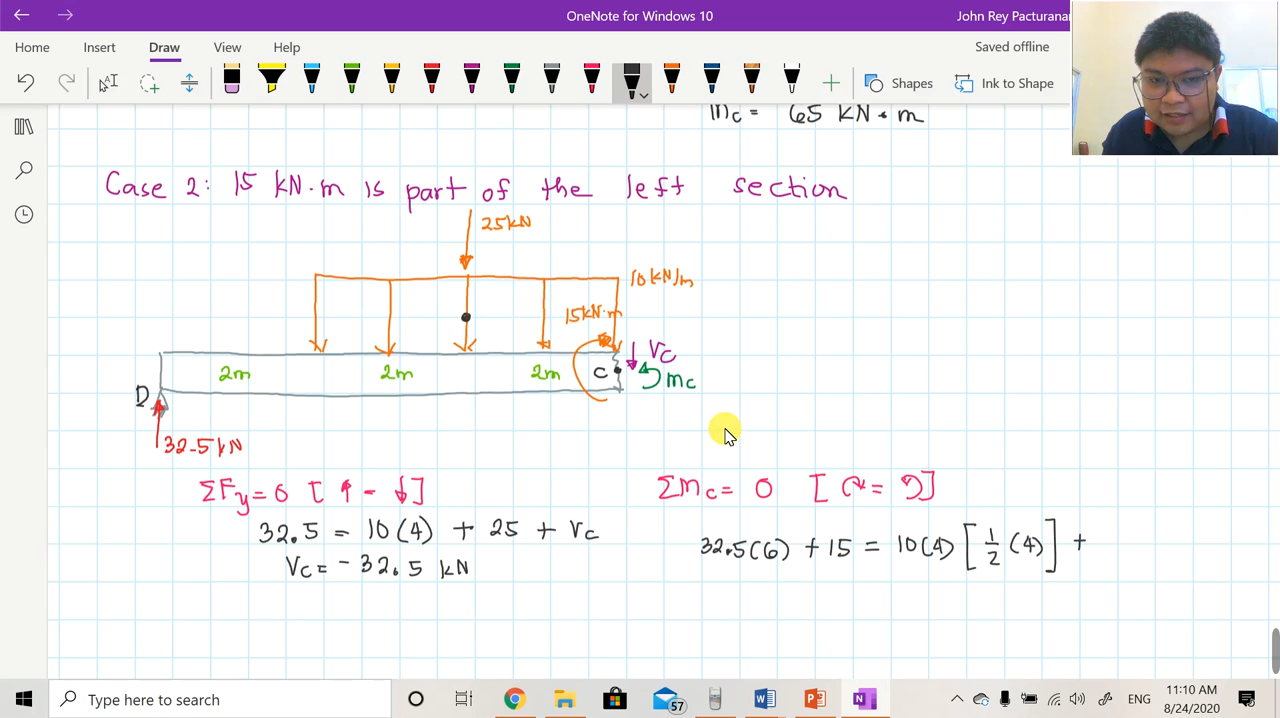 OneNote for Windows 10
John Rey Pacturana
Home Insert Draw View Help
Saved offline
Shapes
Ink to Shape
Mc = 65 KN·m
Case 2: 15 KN·m is part of the left section
25kN
10 kN/m
15kN·m
Vc
2m 2m 2m C
Mc
D
32.5kN
ΣFy=0 [↑ = ↓]
32.5 = 10(4) + 25 + Vc
Vc = -32.5 kN
ΣMc = 0 [↷ = ↶]
32.5(6) + 15 = 10(4) [1/2 (4)] +
Type here to search
57
ENG
11:10 AM
8/24/2020